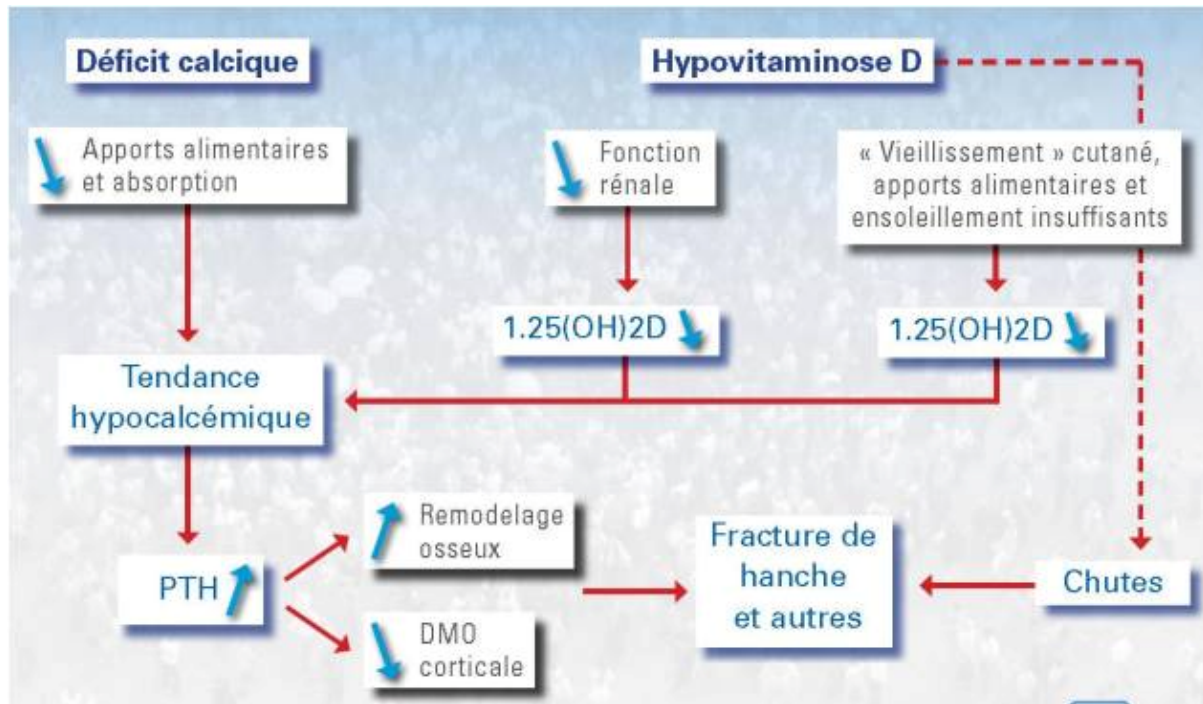 Déficit calcique
Hypovitaminose D
Apports alimentaires
et absorption
Fonction
rénale
« Vieillissement » cutané,
apports alimentaires et
ensoleillement insuffisants
1.25(OH)2D
1.25(OH)2D
Tendance
hypocalcémique
PTH
Remodelage
osseux
DMO
corticale
Fracture de
hanche
et autres
Chutes